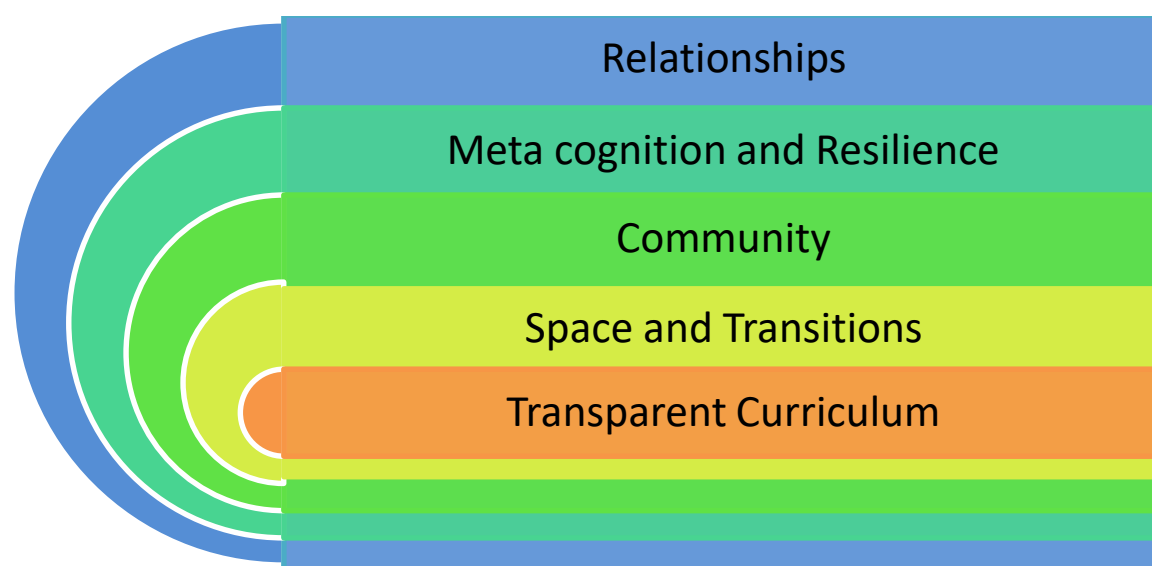 Relationships
Meta cognition and Resilience
Community
Space and Transitions
Transparent Curriculum